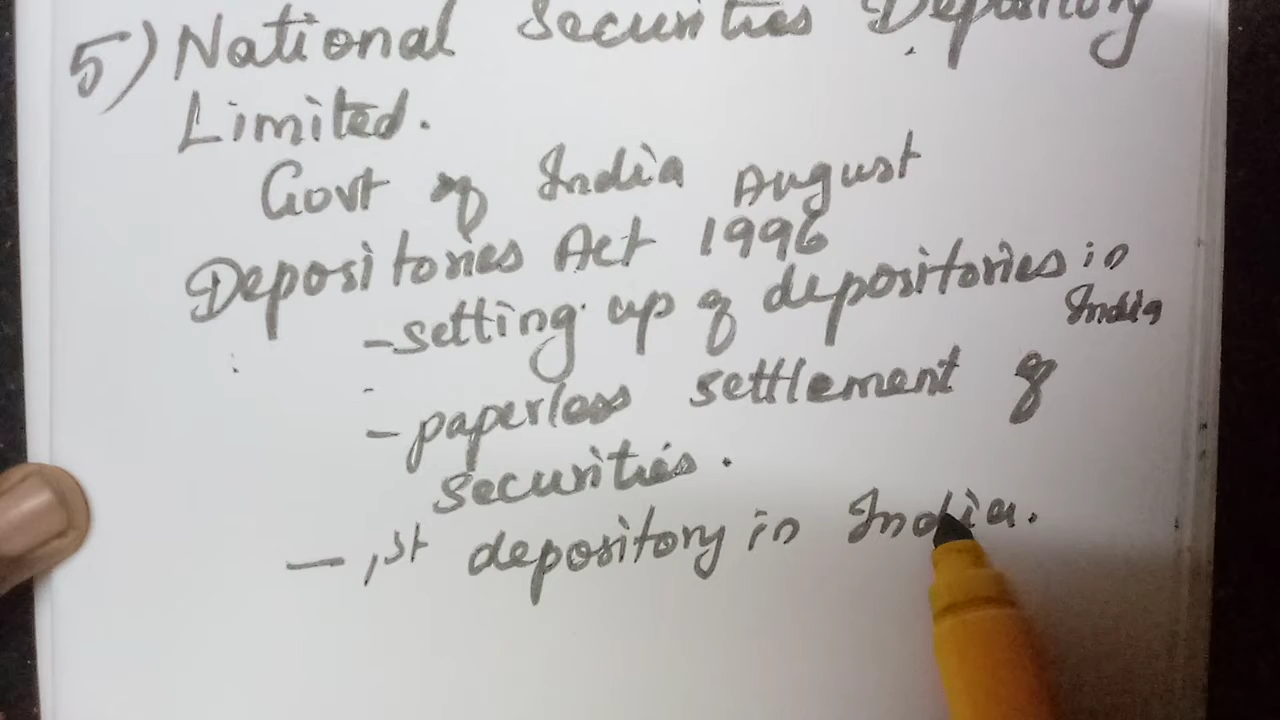 5) National Securities Depository
Limited.
Govt of India August
Depositories Act 1996
- setting up of depositories in
India
- paperless settlement of
securities.
- 1st depository in India.